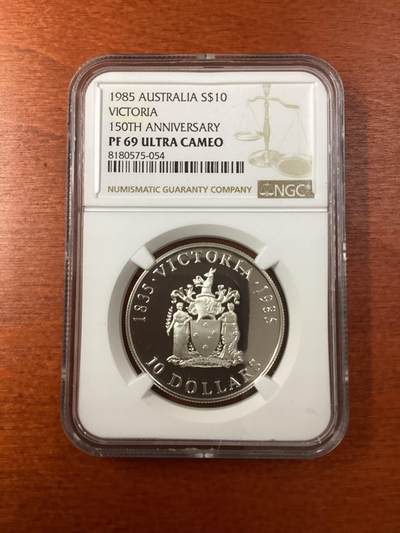 1985 AUSTRALIA S$10
VICTORIA
150TH ANNIVERSARY
PF 69 ULTRA CAMEO
8180575-054
NUMISMATIC GUARANTY COMPANY
NGC
1835 · VICTORIA · 1985
10 DOLLARS